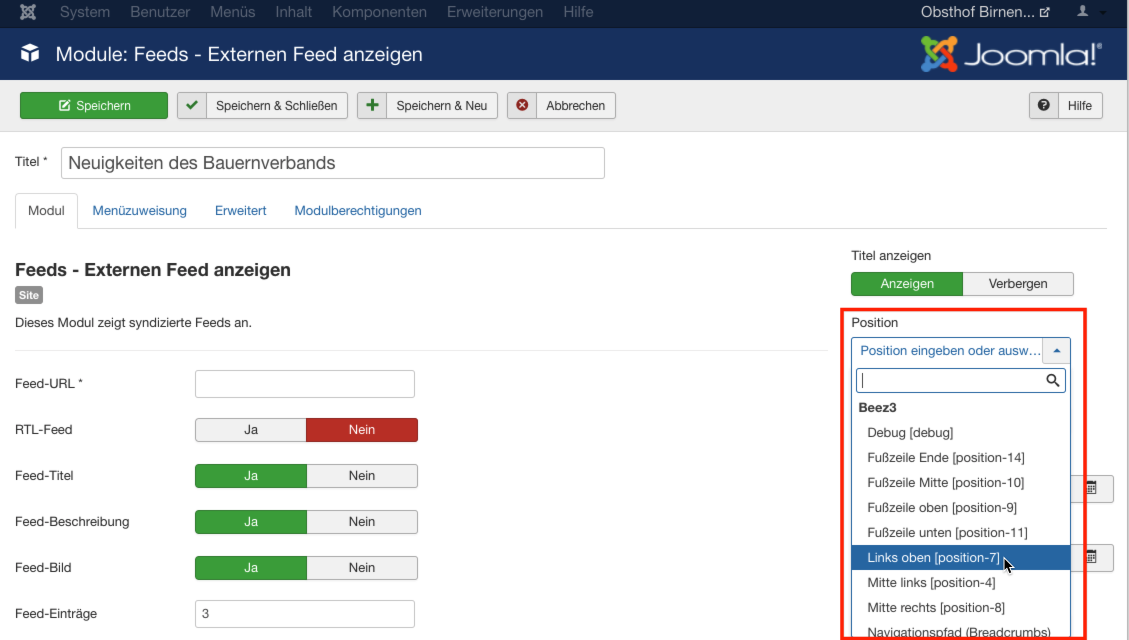 System Benutzer Menüs Inhalt Komponenten Erweiterungen Hilfe Obsthof Birnen...
Module: Feeds - Externen Feed anzeigen Joomla!®
Speichern Speichern & Schließen Speichern & Neu Abbrechen Hilfe
Titel * Neuigkeiten des Bauernverbands
Modul Menüzuweisung Erweitert Modulberechtigungen
Feeds - Externen Feed anzeigen
Site
Dieses Modul zeigt syndizierte Feeds an.
Feed-URL *
RTL-Feed Ja Nein
Feed-Titel Ja Nein
Feed-Beschreibung Ja Nein
Feed-Bild Ja Nein
Feed-Einträge 3
Titel anzeigen
Anzeigen Verbergen
Position
Position eingeben oder ausw...
Beez3
Debug [debug]
Fußzeile Ende [position-14]
Fußzeile Mitte [position-10]
Fußzeile oben [position-9]
Fußzeile unten [position-11]
Links oben [position-7]
Mitte links [position-4]
Mitte rechts [position-8]
Navigationspfad (Breadcrumbs)